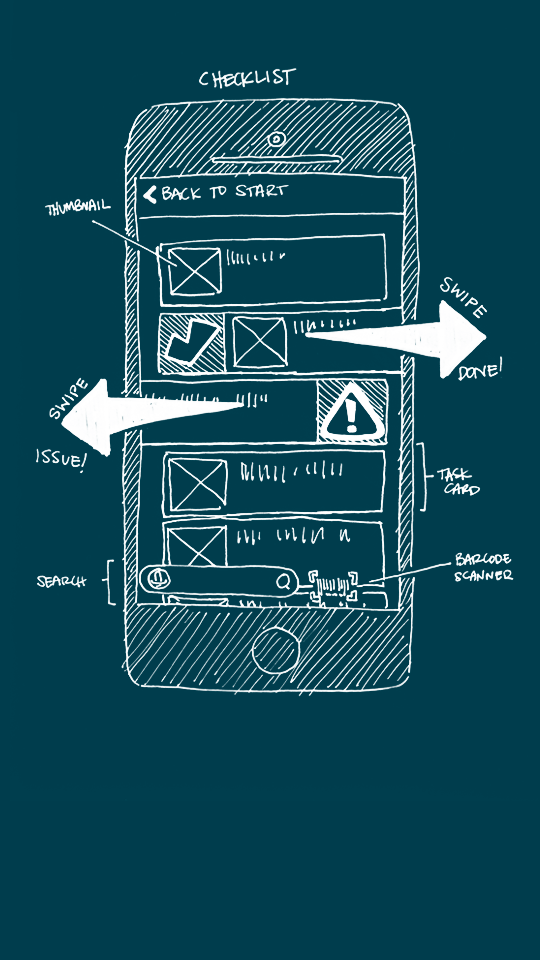 CHECKLIST
BACK TO START
THUMBNAIL
SWIPE
DONE!
SWIPE
ISSUE!
TASK
CARD
BARCODE
SCANNER
SEARCH